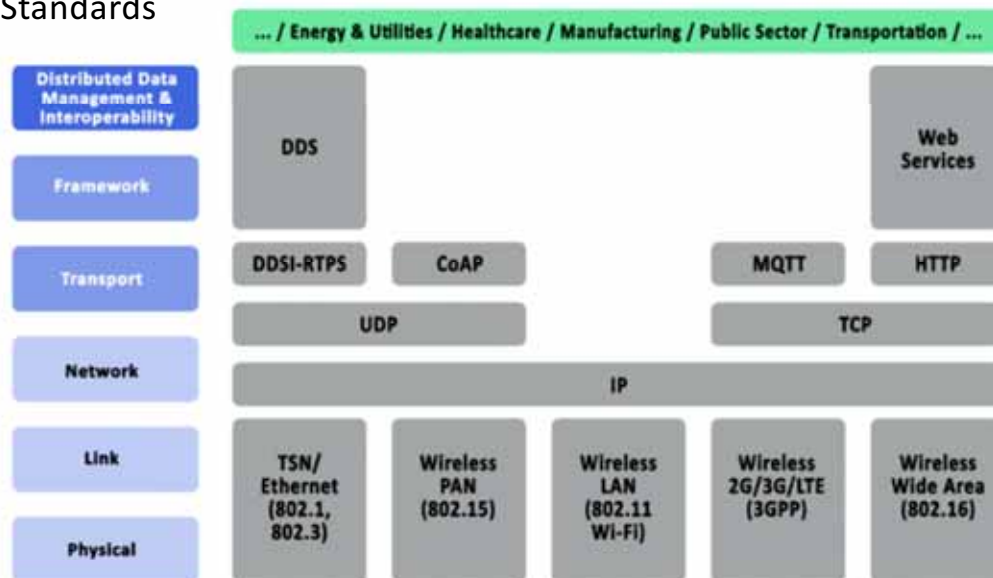 Standards
... / Energy & Utilities / Healthcare / Manufacturing / Public Sector / Transportation / ...
Distributed Data
Management &
Interoperability
Framework
DDS
Web
Services
Transport
DDSI-RTPS
CoAP
MQTT
HTTP
UDP
TCP
Network
IP
Link
Physical
TSN/
Ethernet
(802.1,
802.3)
Wireless
PAN
(802.15)
Wireless
LAN
(802.11
Wi-Fi)
Wireless
2G/3G/LTE
(3GPP)
Wireless
Wide Area
(802.16)